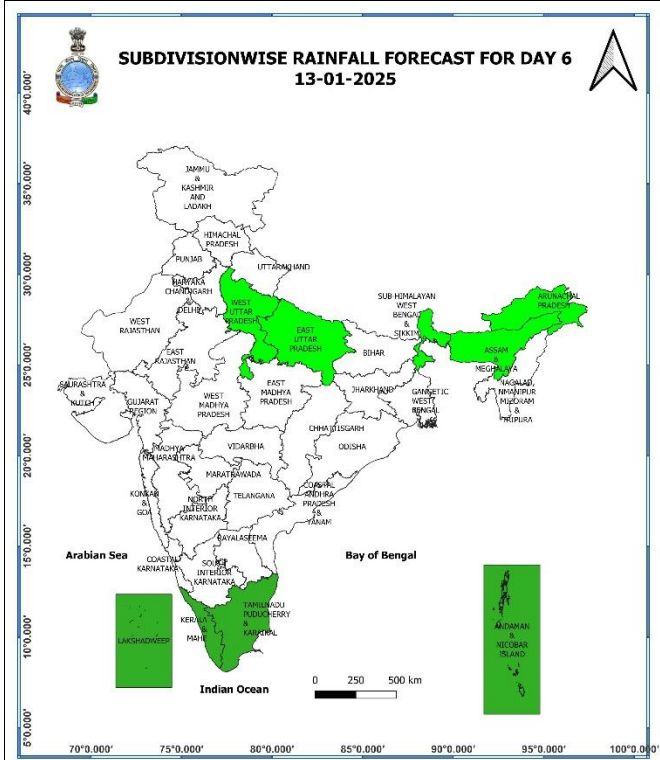 SUBDIVISIONWISE RAINFALL FORECAST FOR DAY 6
13-01-2025
40°0.000'
35°0.000'
30°0.000'
25°0.000'
20°0.000'
15°0.000'
10°0.000'
5°0.000'
JAMMU
&
KASHMIR
AND
LADAKH
HIMACHAL
PRADESH
PUNJAB
UTTARAKHAND
HARYANA
CHANDIGARH
&
DELHI
WEST
UTTAR
PRADESH
EAST
UTTAR
PRADESH
WEST
RAJASTHAN
EAST
RAJASTHAN
SUB HIMALAYAN
WEST
BENGAL
&
SIKKIM
ARUNACHAL
PRADESH
ASSAM
&
MEGHALAYA
NAGALAD,
NMANIPUR
MIZORAM
&
TRIPURA
BIHAR
JHARKHAND
GANGETIC
WEST
BENGAL
SAURASHTRA
&
KUTCH
GUJARAT
REGION
WEST
MADHYA
PRADESH
EAST
MADHYA
PRADESH
CHHATTISGARH
ODISHA
VIDARBHA
MADHYA
MAHARASHTRA
MARATHWADA
TELANGANA
KONKAN
&
GOA
NORTH
INTERIOR
KARNATAKA
COASTAL
ANDHRA
PRADESH
&
YANAM
RAYALASEEMA
COASTAL
KARNATAKA
SOUTH
INTERIOR
KARNATAKA
Arabian Sea
Bay of Bengal
KERALA
&
MAHE
TAMILNADU
PUDUCHERRY
&
KARAIKAL
LAKSHADWEEP
ANDAMAN
&
NICOBAR
ISLAND
Indian Ocean
0 250 500 km
70°0.000' 75°0.000' 80°0.000' 85°0.000' 90°0.000' 95°0.000' 100°0.000'